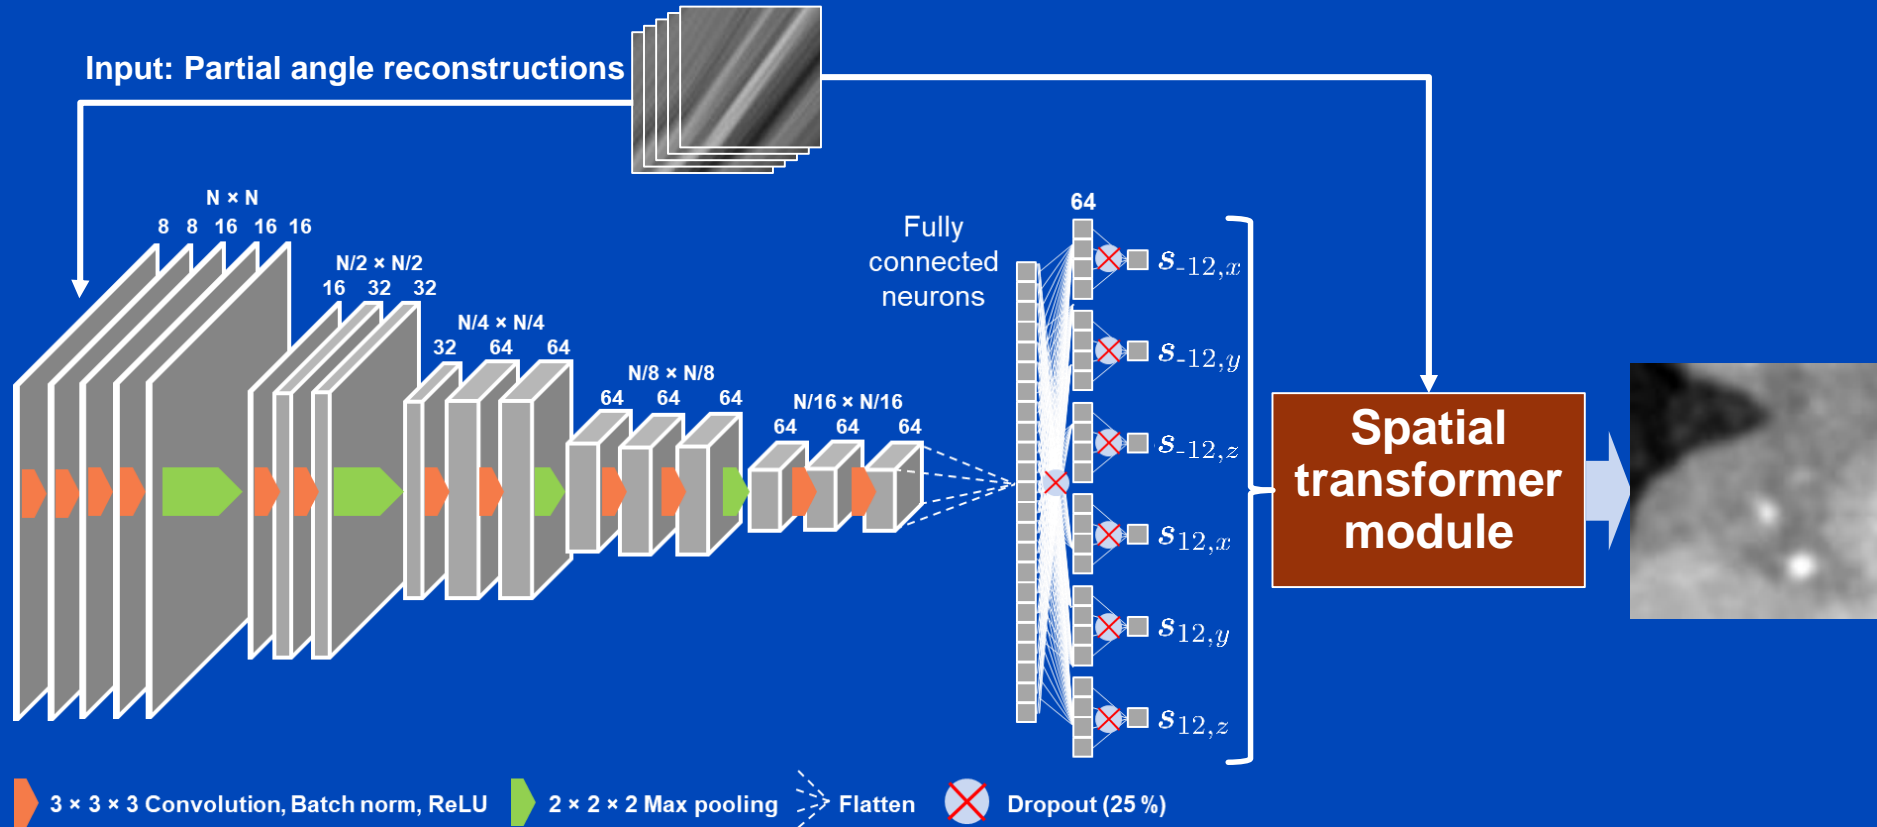 Input: Partial angle reconstructions
N × N
8 8 16 16 16
N/2 × N/2
16 32 32
N/4 × N/4
32 64 64
N/8 × N/8
64 64 64
N/16 × N/16
64 64 64
Fully
connected
neurons
64
s-12,x
s-12,y
s-12,z
s12,x
s12,y
s12,z
Spatial
transformer
module
3 × 3 × 3 Convolution, Batch norm, ReLU
2 × 2 × 2 Max pooling
Flatten
Dropout (25 %)